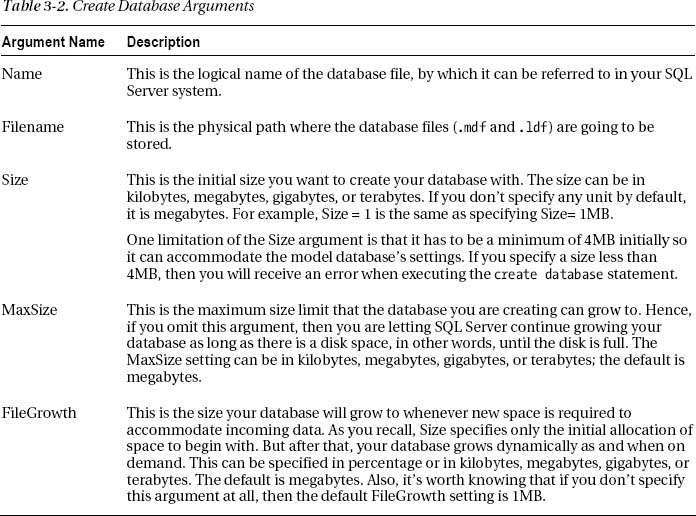 Table 3-2. Create Database Arguments
Argument Name Description
Name This is the logical name of the database file, by which it can be referred to in your SQL
Server system.
Filename This is the physical path where the database files (.mdf and .ldf) are going to be
stored.
Size This is the initial size you want to create your database with. The size can be in
kilobytes, megabytes, gigabytes, or terabytes. If you don’t specify any unit by default,
it is megabytes. For example, Size = 1 is the same as specifying Size= 1MB.
One limitation of the Size argument is that it has to be a minimum of 4MB initially so
it can accommodate the model database’s settings. If you specify a size less than
4MB, then you will receive an error when executing the create database statement.
MaxSize This is the maximum size limit that the database you are creating can grow to. Hence,
if you omit this argument, then you are letting SQL Server continue growing your
database as long as there is a disk space, in other words, until the disk is full. The
MaxSize setting can be in kilobytes, megabytes, gigabytes, or terabytes; the default is
megabytes.
FileGrowth This is the size your database will grow to whenever new space is required to
accommodate incoming data. As you recall, Size specifies only the initial allocation of
space to begin with. But after that, your database grows dynamically as and when on
demand. This can be specified in percentage or in kilobytes, megabytes, gigabytes, or
terabytes. The default is megabytes. Also, it’s worth knowing that if you don’t specify
this argument at all, then the default FileGrowth setting is 1MB.